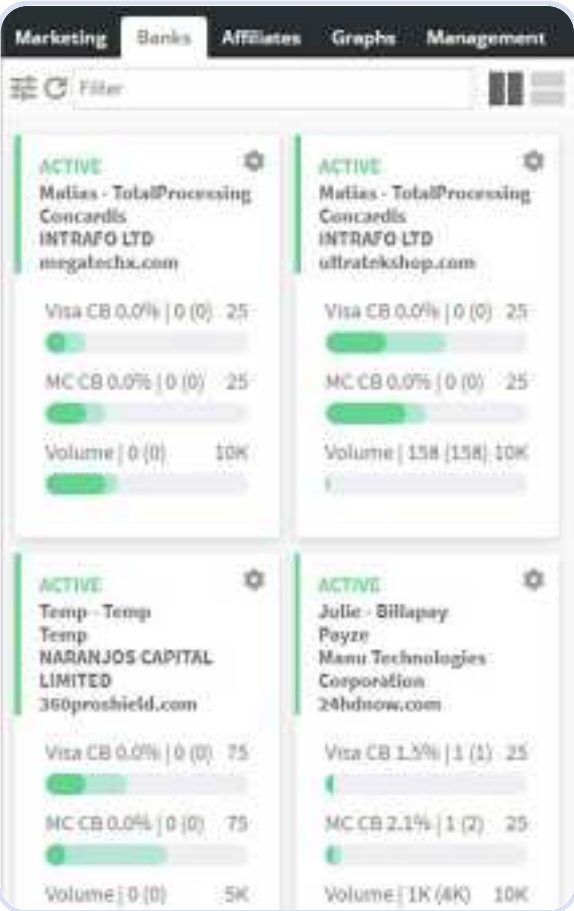 Marketing Banks Affiliates Graphs Management
Filter
ACTIVE
Matias - TotalProcessing
Concardis
INTRAFO LTD
megatechx.com
Visa CB 0.0% | 0 (0) 25
MC CB 0.0% | 0 (0) 25
Volume | 0 (0) 10K
ACTIVE
Matias - TotalProcessing
Concardis
INTRAFO LTD
ultratekshop.com
Visa CB 0.0% | 0 (0) 25
MC CB 0.0% | 0 (0) 25
Volume | 158 (158) 10K
ACTIVE
Temp - Temp
Temp
NARANJOS CAPITAL
LIMITED
360proshield.com
Visa CB 0.0% | 0 (0) 75
MC CB 0.0% | 0 (0) 75
Volume | 0 (0) 5K
ACTIVE
Julie - Billapay
Payze
Manu Technologies
Corporation
24hdnow.com
Visa CB 1.5% | 1 (1) 25
MC CB 2.1% | 1 (2) 25
Volume | 1K (4K) 10K